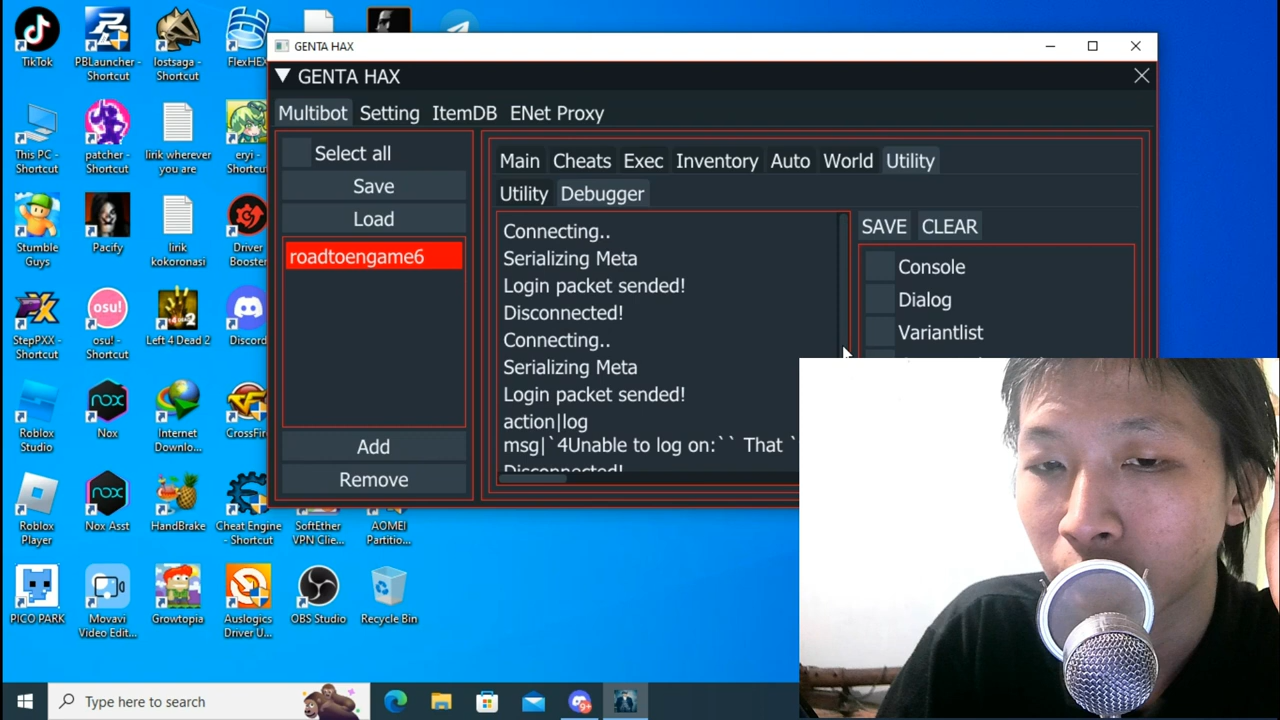 TikTok
PBLauncher -
Shortcut
lostsaga -
Shortcut
FlexHEX
This PC -
Shortcut
patcher -
Shortcut
lirik wherever
you are
eryi -
Shortcut
Stumble
Guys
Pacify
lirik
kokoronasi
Driver
Booster
StepPXX -
Shortcut
osu!
osu! -
Shortcut
Left 4 Dead 2
Discord
Roblox
Studio
nox
Nox
Internet
Downlo...
CrossFire
Roblox
Player
nox
Nox Asst
HandBrake
Cheat Engine
- Shortcut
SoftEther
VPN Clie...
AOMEI
Partitio...
PICO PARK
Movavi
Video Edit...
Growtopia
Auslogics
Driver U...
OBS Studio
Recycle Bin
GENTA HAX
GENTA HAX
Multibot Setting ItemDB ENet Proxy
Select all
Save
Load
roadtoengame6
Add
Remove
Main Cheats Exec Inventory Auto World Utility
Utility Debugger
Connecting..
Serializing Meta
Login packet sended!
Disconnected!
Connecting..
Serializing Meta
Login packet sended!
action|log
msg|`4Unable to log on:`` That `
Disconnected!
SAVE CLEAR
Console
Dialog
Variantlist
Type here to search